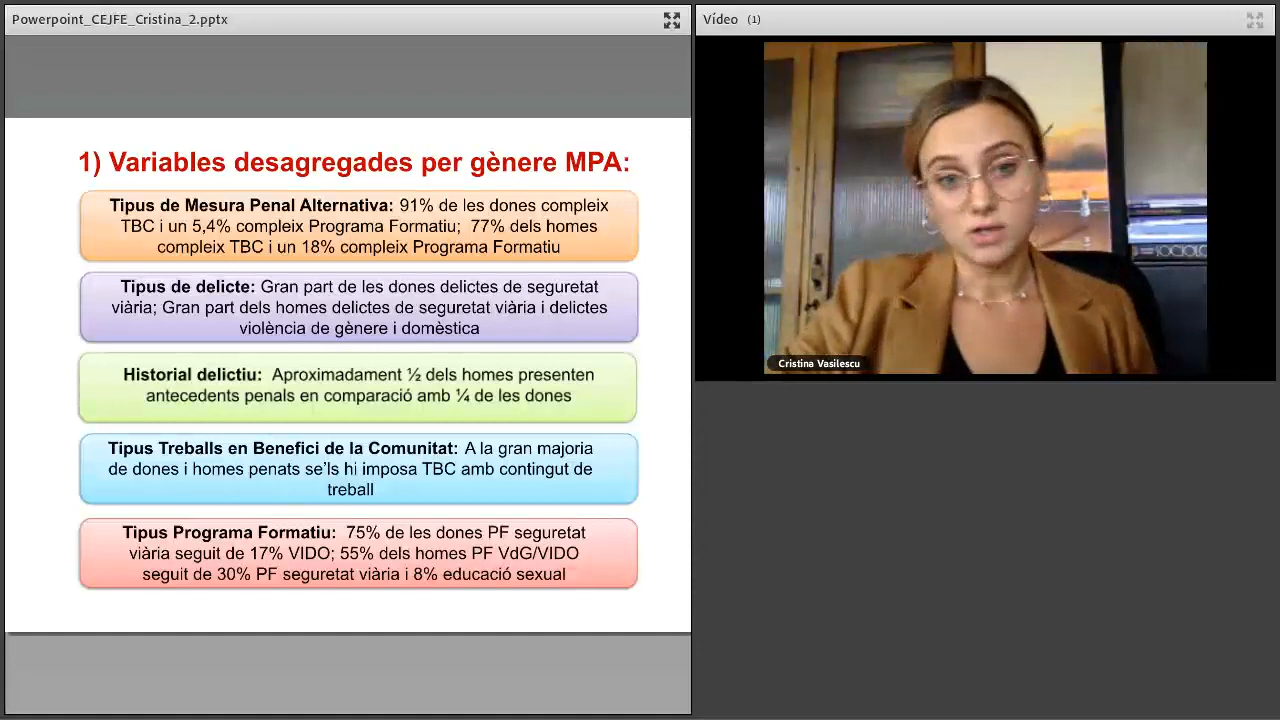 Powerpoint_CEJFE_Cristina_2.pptx
Vídeo (1)
1) Variables desagregades per gènere MPA:
Tipus de Mesura Penal Alternativa: 91% de les dones compleix
TBC i un 5,4% compleix Programa Formatiu; 77% dels homes
compleix TBC i un 18% compleix Programa Formatiu
Tipus de delicte: Gran part de les dones delictes de seguretat
viària; Gran part dels homes delictes de seguretat viària i delictes
violència de gènere i domèstica
Historial delictiu: Aproximadament ½ dels homes presenten
antecedents penals en comparació amb ¼ de les dones
Tipus Treballs en Benefici de la Comunitat: A la gran majoria
de dones i homes penats se’ls hi imposa TBC amb contingut de
treball
Tipus Programa Formatiu: 75% de les dones PF seguretat
viària seguit de 17% VIDO; 55% dels homes PF VdG/VIDO
seguit de 30% PF seguretat viària i 8% educació sexual
Cristina Vasilescu